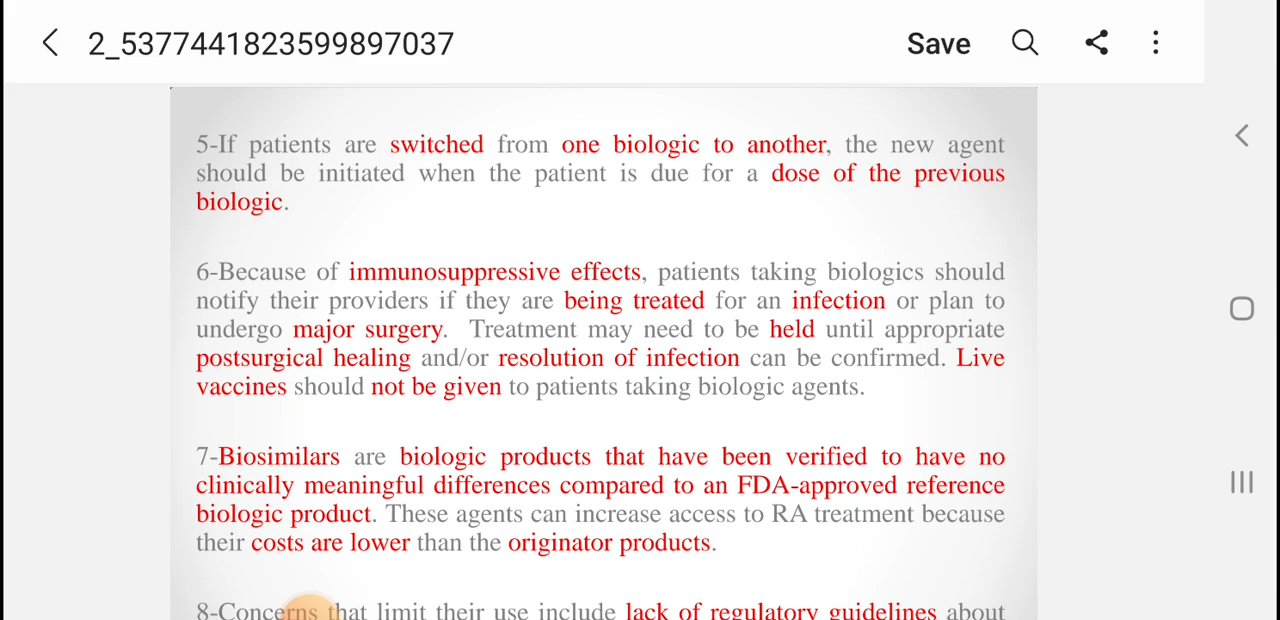 2_5377441823599897037
Save
5-If patients are switched from one biologic to another, the new agent
should be initiated when the patient is due for a dose of the previous
biologic.
6-Because of immunosuppressive effects, patients taking biologics should
notify their providers if they are being treated for an infection or plan to
undergo major surgery. Treatment may need to be held until appropriate
postsurgical healing and/or resolution of infection can be confirmed. Live
vaccines should not be given to patients taking biologic agents.
7-Biosimilars are biologic products that have been verified to have no
clinically meaningful differences compared to an FDA-approved reference
biologic product. These agents can increase access to RA treatment because
their costs are lower than the originator products.
8-Concerns that limit their use include lack of regulatory guidelines about